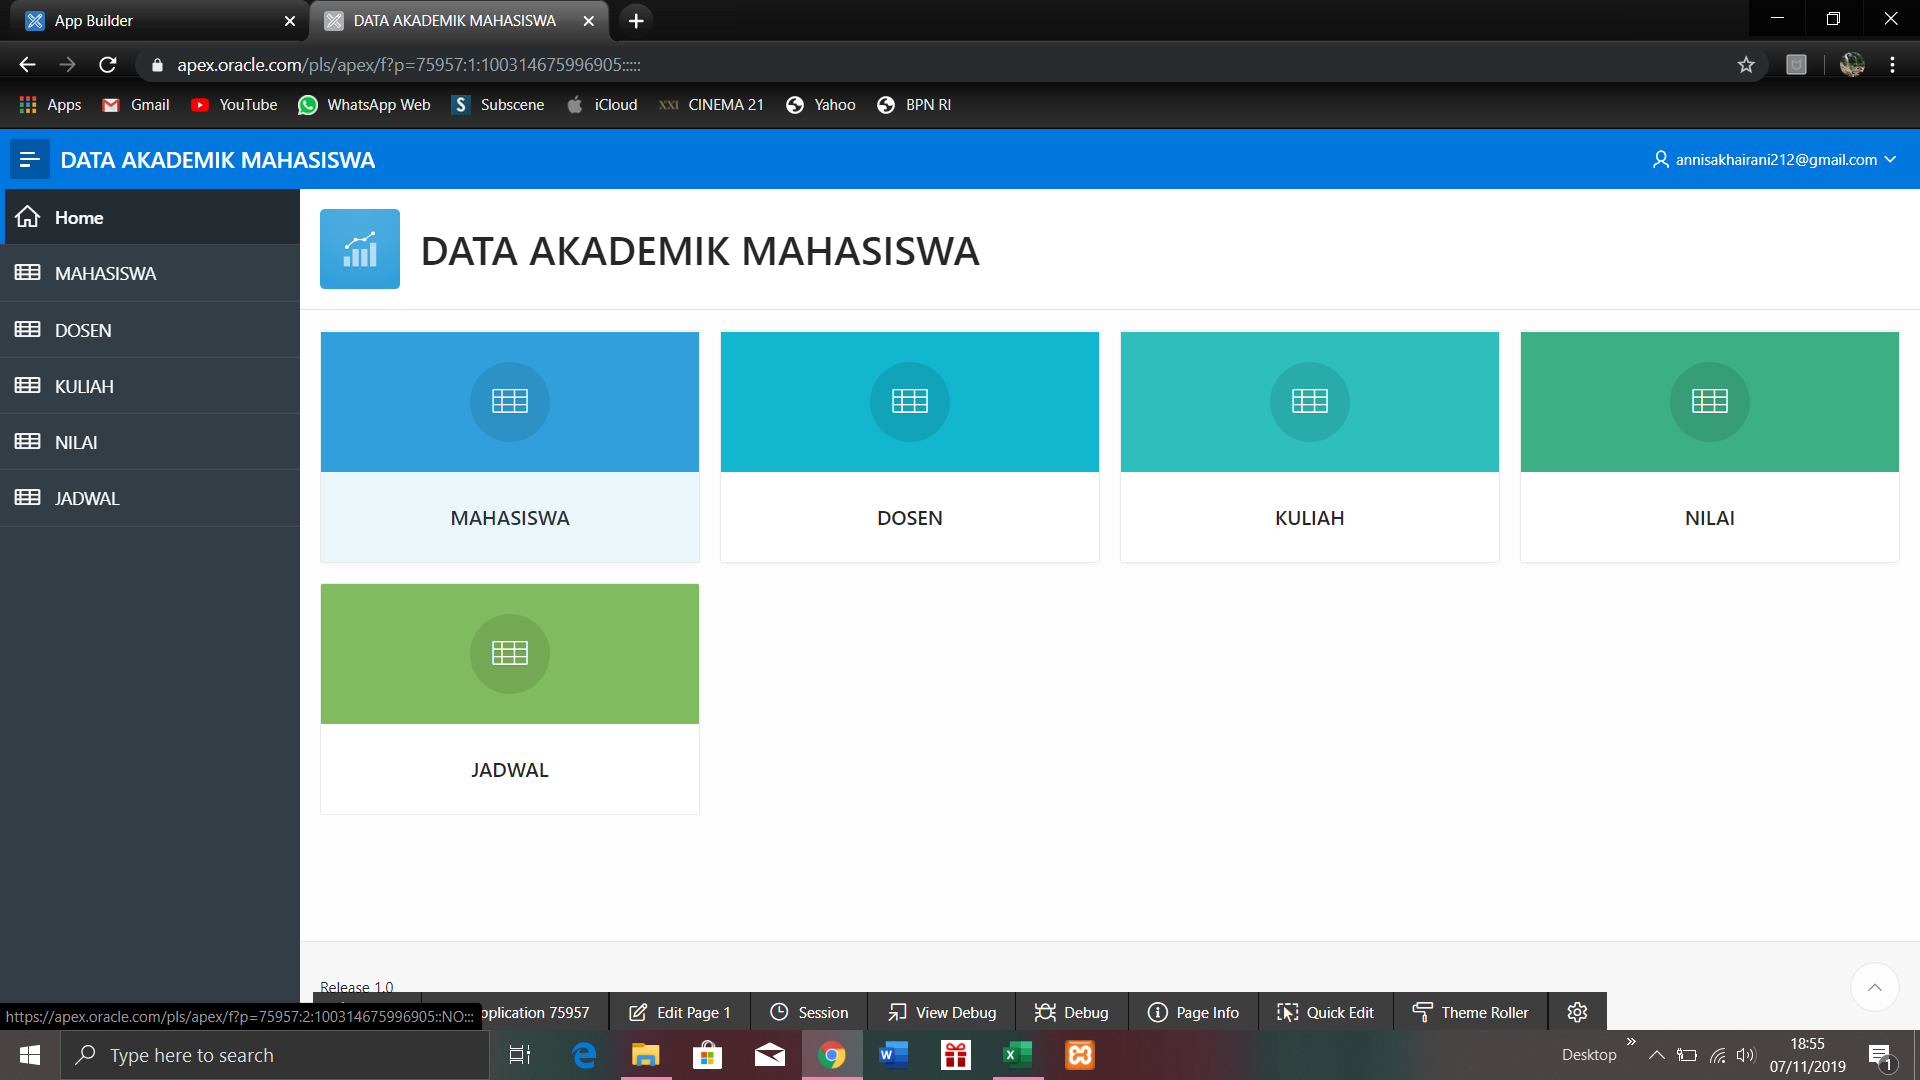 App Builder
DATA AKADEMIK MAHASISWA
apex.oracle.com/pls/apex/f?p=75957:1:100314675996905:::::
Apps Gmail YouTube WhatsApp Web Subscene iCloud CINEMA 21 Yahoo BPN RI
DATA AKADEMIK MAHASISWA
annisakhairani212@gmail.com
Home
MAHASISWA
DOSEN
KULIAH
NILAI
JADWAL
DATA AKADEMIK MAHASISWA
MAHASISWA
DOSEN
KULIAH
NILAI
JADWAL
Release 1.0
https://apex.oracle.com/pls/apex/f?p=75957:2:100314675996905::NO:::
pplication 75957 Edit Page 1 Session View Debug Debug Page Info Quick Edit Theme Roller
Type here to search
Desktop
18:55
07/11/2019
1